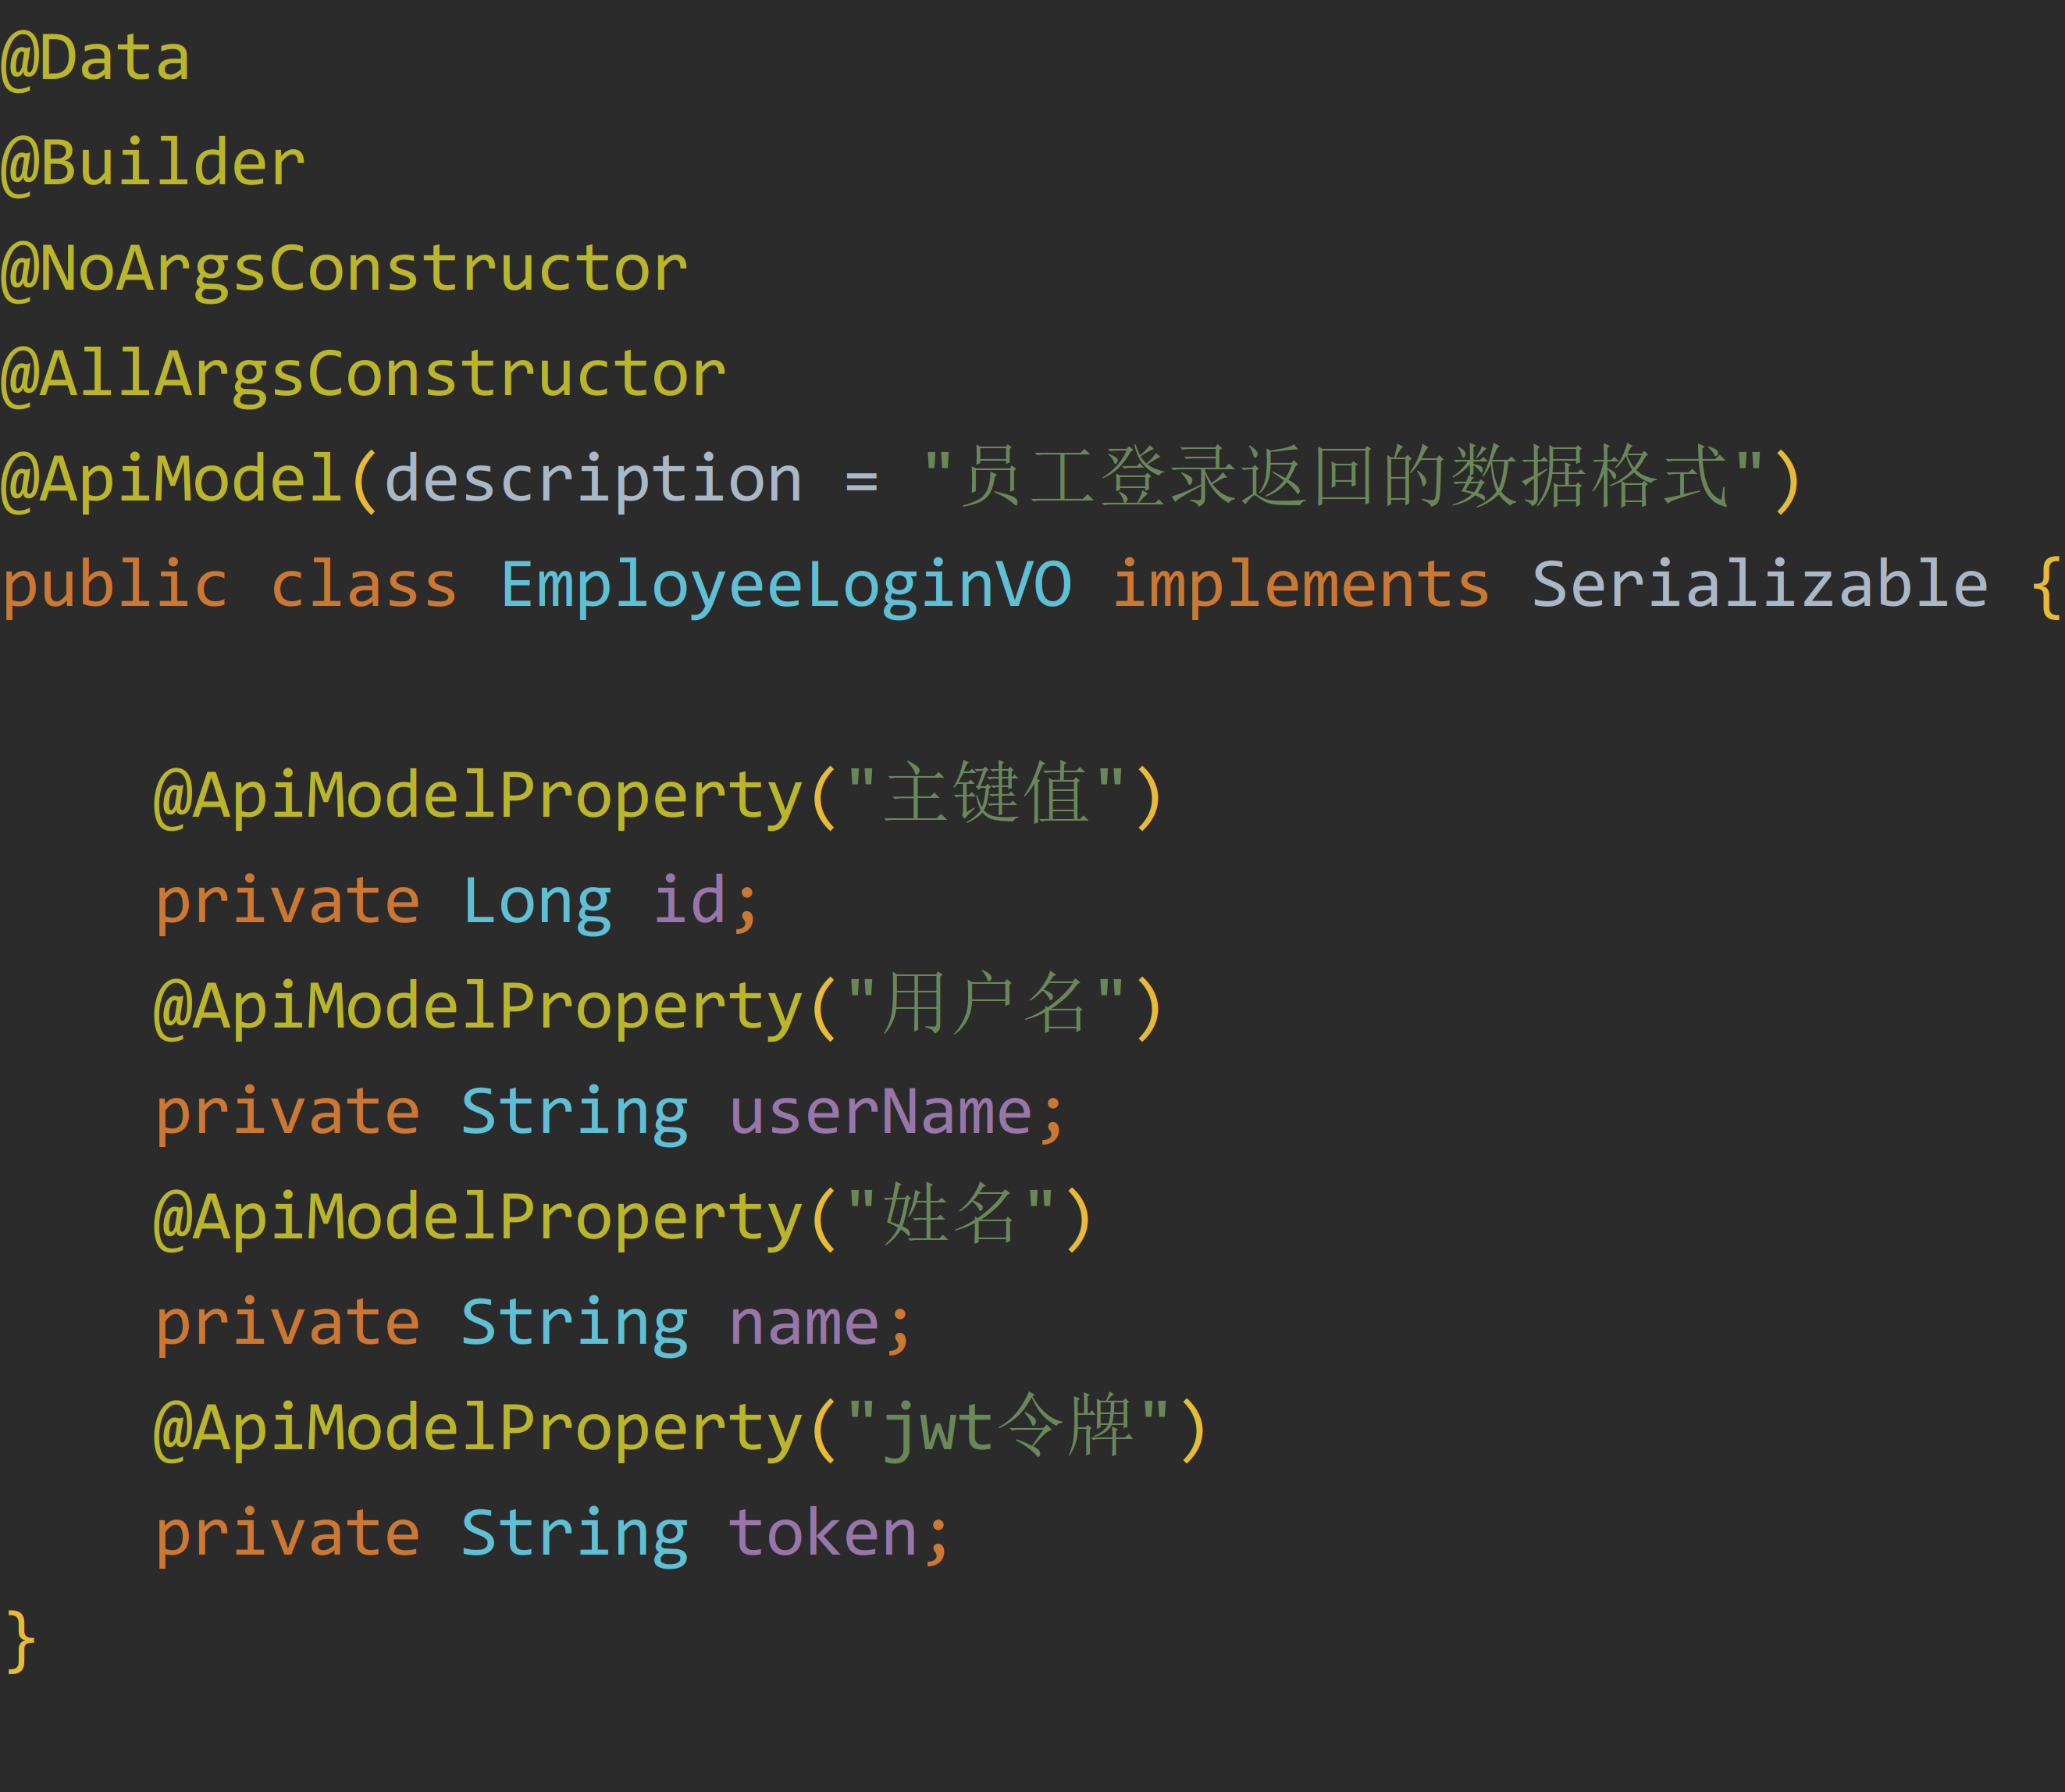 @Data
@Builder
@NoArgsConstructor
@AllArgsConstructor
@ApiModel(description = "员工登录返回的数据格式")
public class EmployeeLoginVO implements Serializable {
    @ApiModelProperty("主键值")
    private Long id;
    @ApiModelProperty("用户名")
    private String userName;
    @ApiModelProperty("姓名")
    private String name;
    @ApiModelProperty("jwt令牌")
    private String token;
}